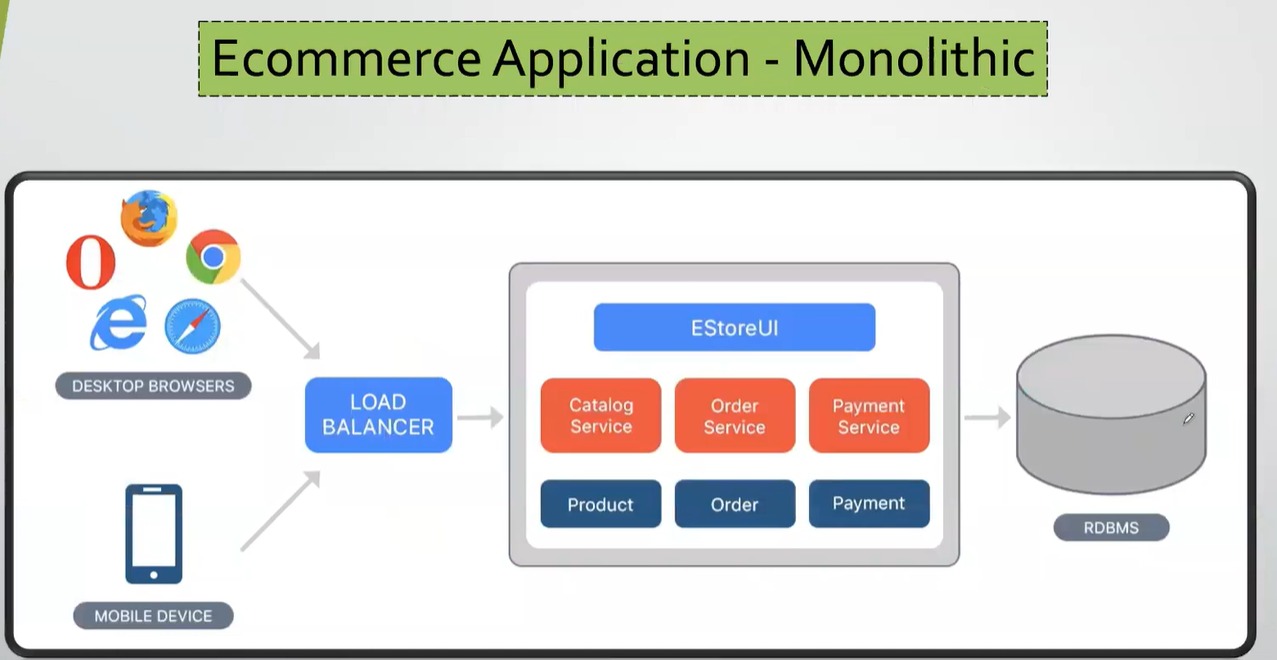 Ecommerce Application - Monolithic
DESKTOP BROWSERS
MOBILE DEVICE
LOAD
BALANCER
EStoreUI
Catalog
Service
Order
Service
Payment
Service
Product
Order
Payment
RDBMS